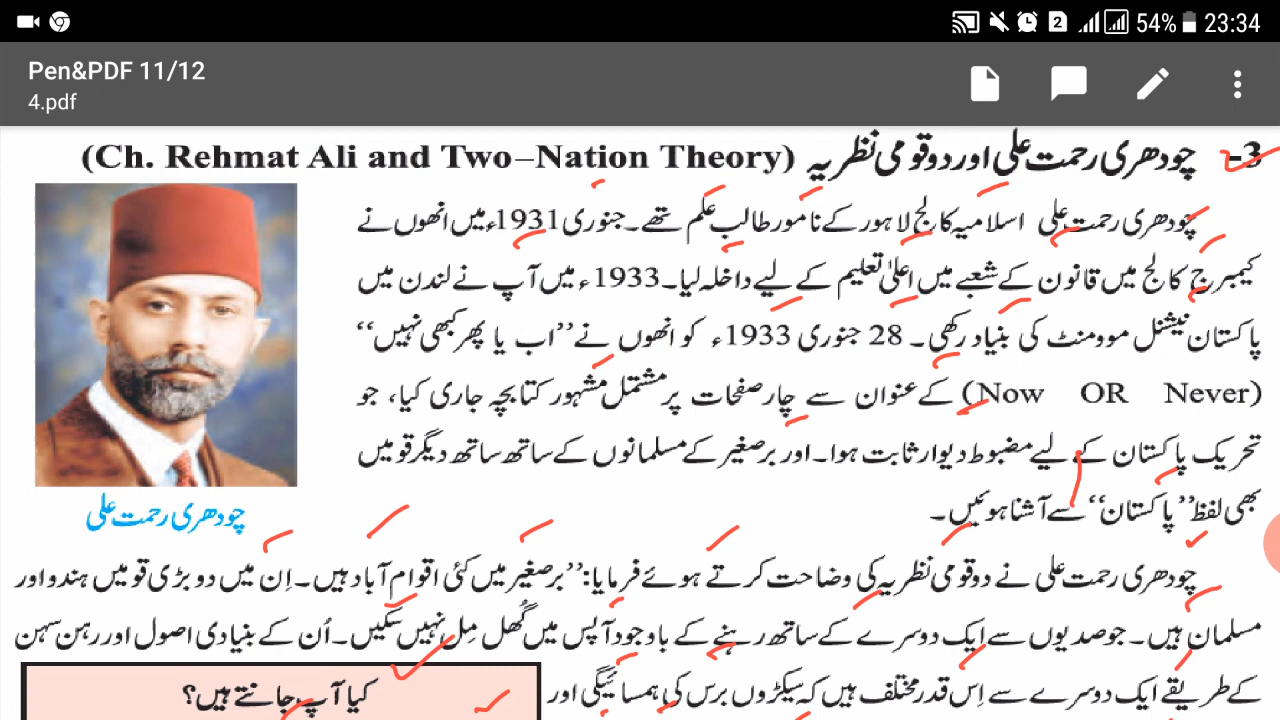 54% 23:34
Pen&PDF 11/12
4.pdf
3- چودھری رحمت علی اور دو قومی نظریہ (Ch. Rehmat Ali and Two–Nation Theory)
چودھری رحمت علی اسلامیہ کالج لاہور کے نامور طالب علم تھے۔ جنوری 1931ء میں انھوں نے
کیمبرج کالج میں قانون کے شعبے میں اعلیٰ تعلیم کے لیے داخلہ لیا۔ 1933ء میں آپ نے لندن میں
پاکستان نیشنل موومنٹ کی بنیاد رکھی۔ 28 جنوری 1933ء کو انھوں نے ”اب یا پھر کبھی نہیں“
(Now OR Never) کے عنوان سے چار صفحات پر مشتمل مشہور کتابچہ جاری کیا، جو
تحریک پاکستان کے لیے مضبوط دیوار ثابت ہوا۔ اور برصغیر کے مسلمانوں کے ساتھ ساتھ دیگر قومیں
بھی لفظ ”پاکستان“ سے آشنا ہوئیں۔
چودھری رحمت علی
چودھری رحمت علی نے دو قومی نظریہ کی وضاحت کرتے ہوئے فرمایا: ”برصغیر میں کئی اقوام آباد ہیں۔ اِن میں دو بڑی قومیں ہندو اور
مسلمان ہیں۔ جو صدیوں سے ایک دوسرے کے ساتھ رہنے کے باوجود آپس میں گُھل مِل نہیں سکیں۔ اُن کے بنیادی اصول اور رہن سہن
کے طریقے ایک دوسرے سے اِس قدر مختلف ہیں کہ سیکڑوں برس کی ہمسائیگی اور
کیا آپ جانتے ہیں؟